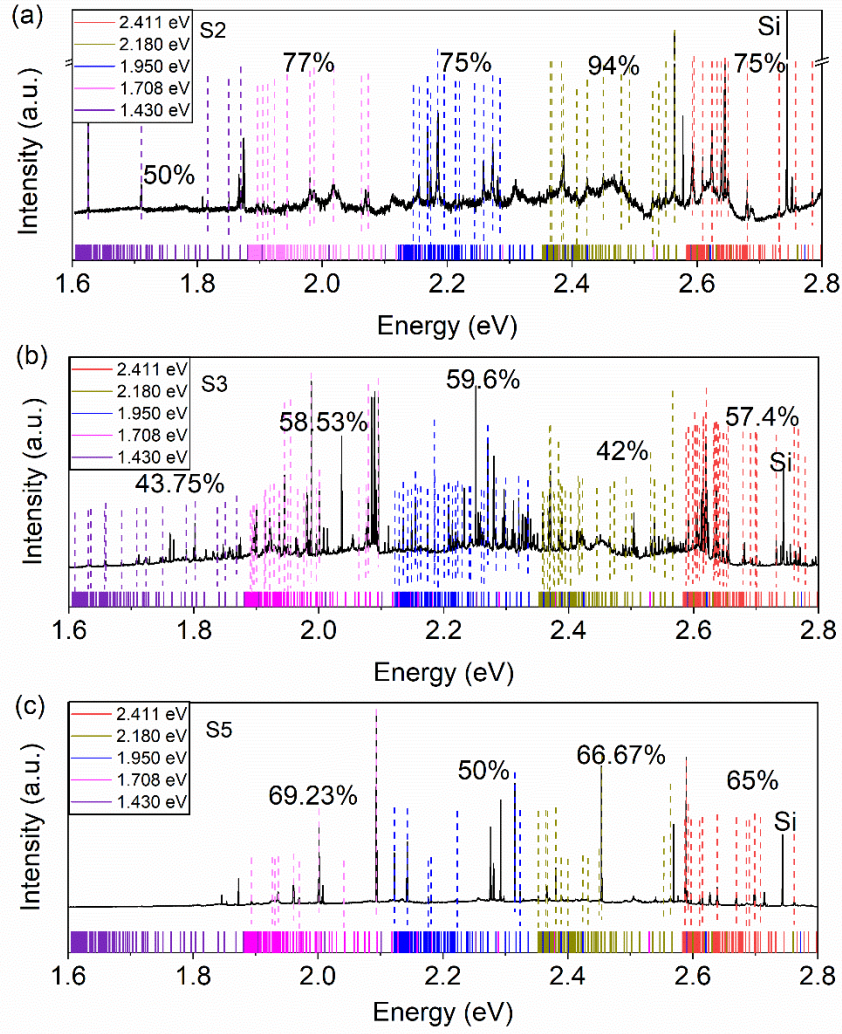 (a)
2.411 eV
2.180 eV
1.950 eV
1.708 eV
1.430 eV
S2
50%
77%
75%
94%
75%
Si
Intensity (a.u.)
1.6 1.8 2.0 2.2 2.4 2.6 2.8
Energy (eV)
(b)
2.411 eV
2.180 eV
1.950 eV
1.708 eV
1.430 eV
S3
43.75%
58.53%
59.6%
42%
57.4%
Si
Intensity (a.u.)
1.6 1.8 2.0 2.2 2.4 2.6 2.8
Energy (eV)
(c)
2.411 eV
2.180 eV
1.950 eV
1.708 eV
1.430 eV
S5
69.23%
50%
66.67%
65%
Si
Intensity (a.u.)
1.6 1.8 2.0 2.2 2.4 2.6 2.8
Energy (eV)